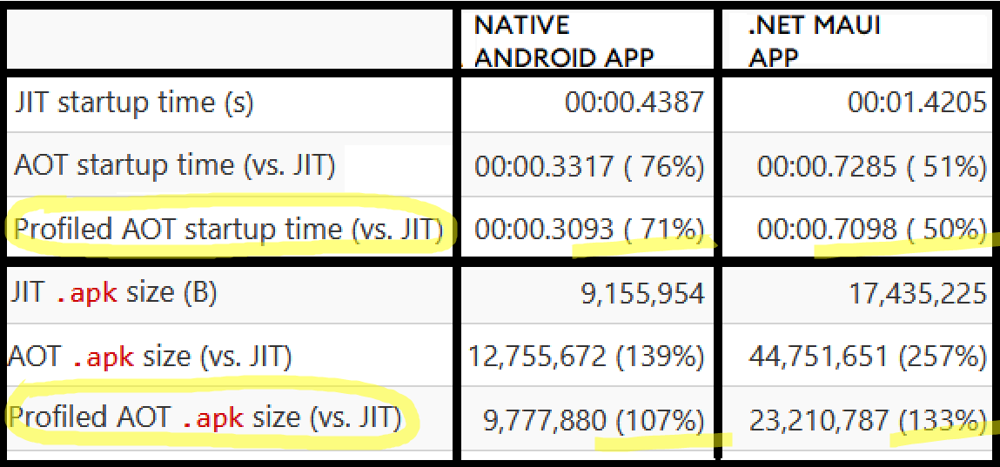 NATIVE
ANDROID APP
.NET MAUI
APP
JIT startup time (s) 00:00.4387 00:01.4205
AOT startup time (vs. JIT) 00:00.3317 ( 76%) 00:00.7285 ( 51%)
Profiled AOT startup time (vs. JIT) 00:00.3093 ( 71%) 00:00.7098 ( 50%)
JIT .apk size (B) 9,155,954 17,435,225
AOT .apk size (vs. JIT) 12,755,672 (139%) 44,751,651 (257%)
Profiled AOT .apk size (vs. JIT) 9,777,880 (107%) 23,210,787 (133%)